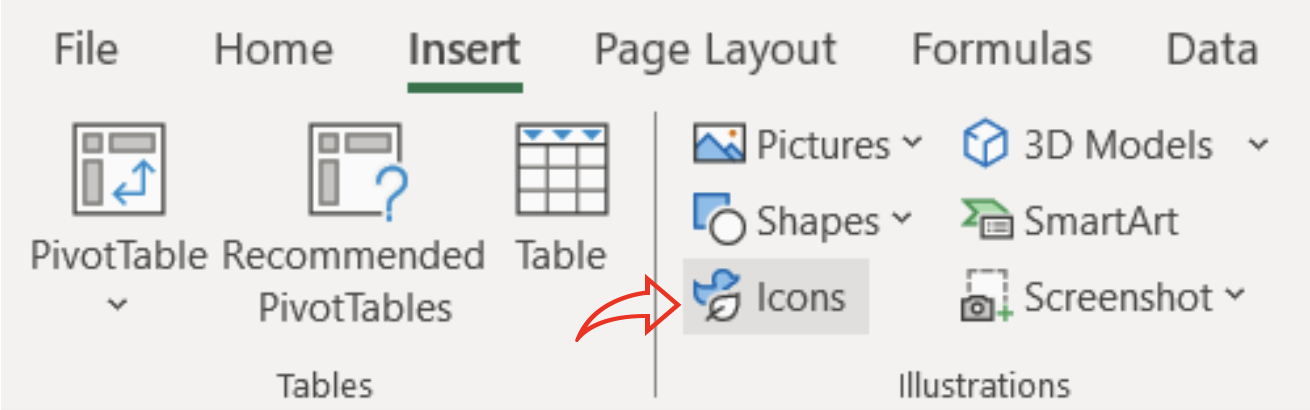 File Home Insert Page Layout Formulas Data
PivotTable
Recommended
PivotTables
Table
Tables
Pictures
Shapes
Icons
3D Models
SmartArt
Screenshot
Illustrations